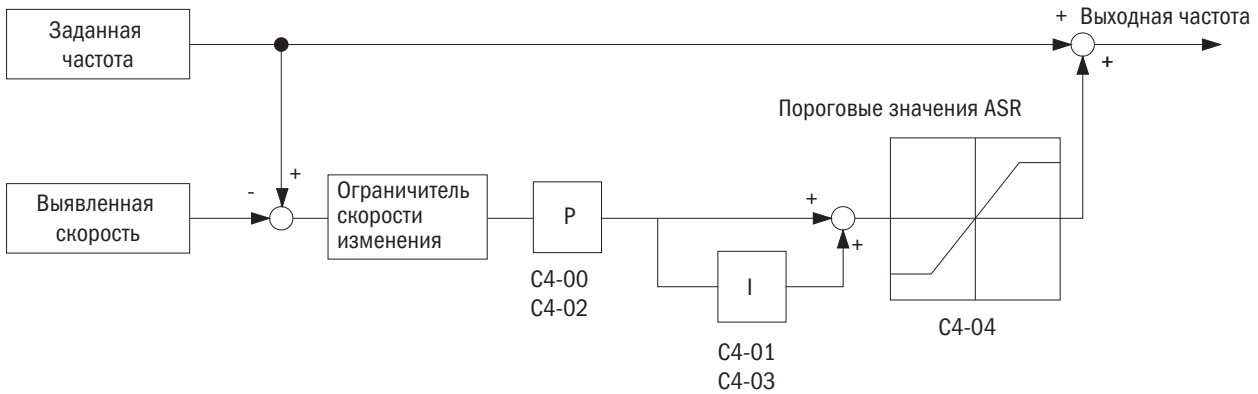 Заданная
частота
+ Выходная частота
+
Пороговые значения ASR
- +
Выявленная
скорость
Ограничитель
скорости
изменения
P
+
+
I
C4-00
C4-02
C4-01
C4-03
C4-04